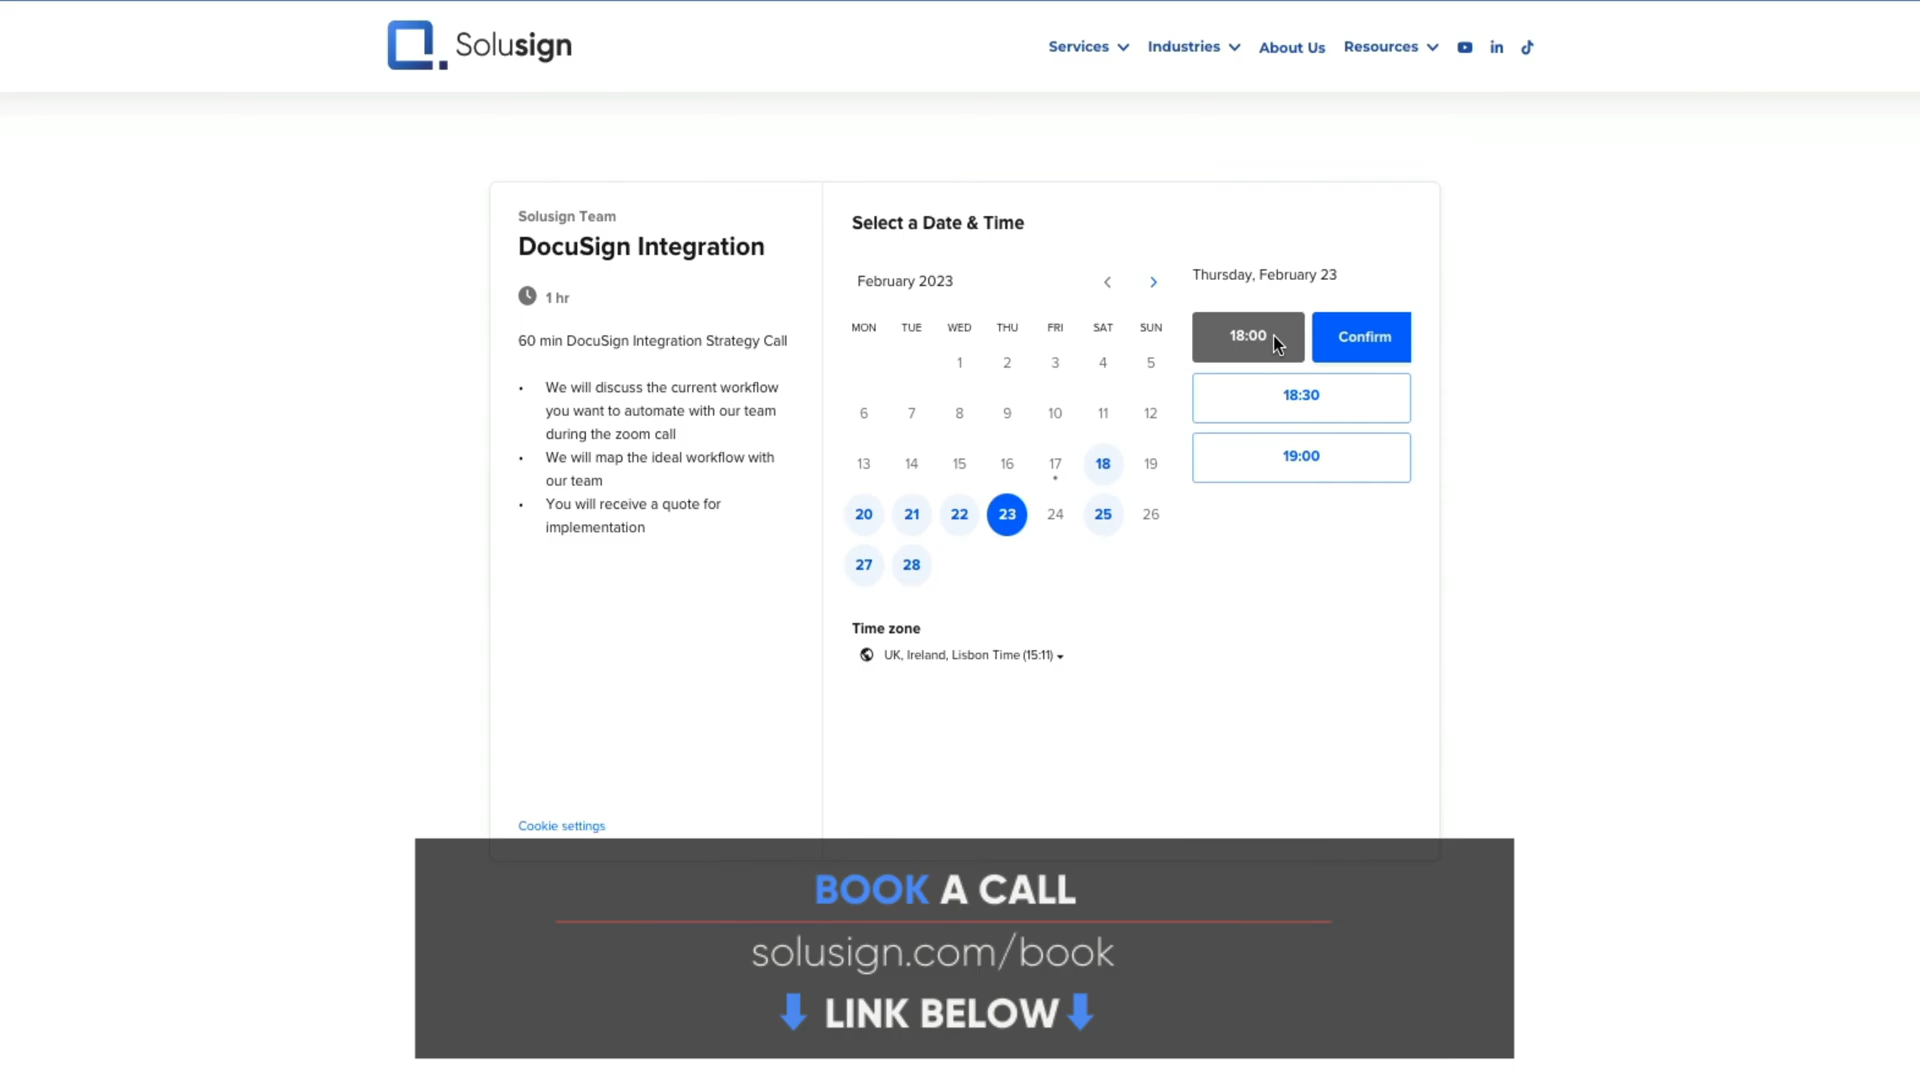 Solusign
Services Industries About Us Resources
Solusign Team
DocuSign Integration
1 hr
60 min DocuSign Integration Strategy Call
• We will discuss the current workflow
you want to automate with our team
during the zoom call
• We will map the ideal workflow with
our team
• You will receive a quote for
implementation
Cookie settings
Select a Date & Time
February 2023
MON TUE WED THU FRI SAT SUN
1 2 3 4 5
6 7 8 9 10 11 12
13 14 15 16 17 18 19
20 21 22 23 24 25 26
27 28
Time zone
UK, Ireland, Lisbon Time (15:11)
Thursday, February 23
18:00 Confirm
18:30
19:00
BOOK A CALL
solusign.com/book
LINK BELOW